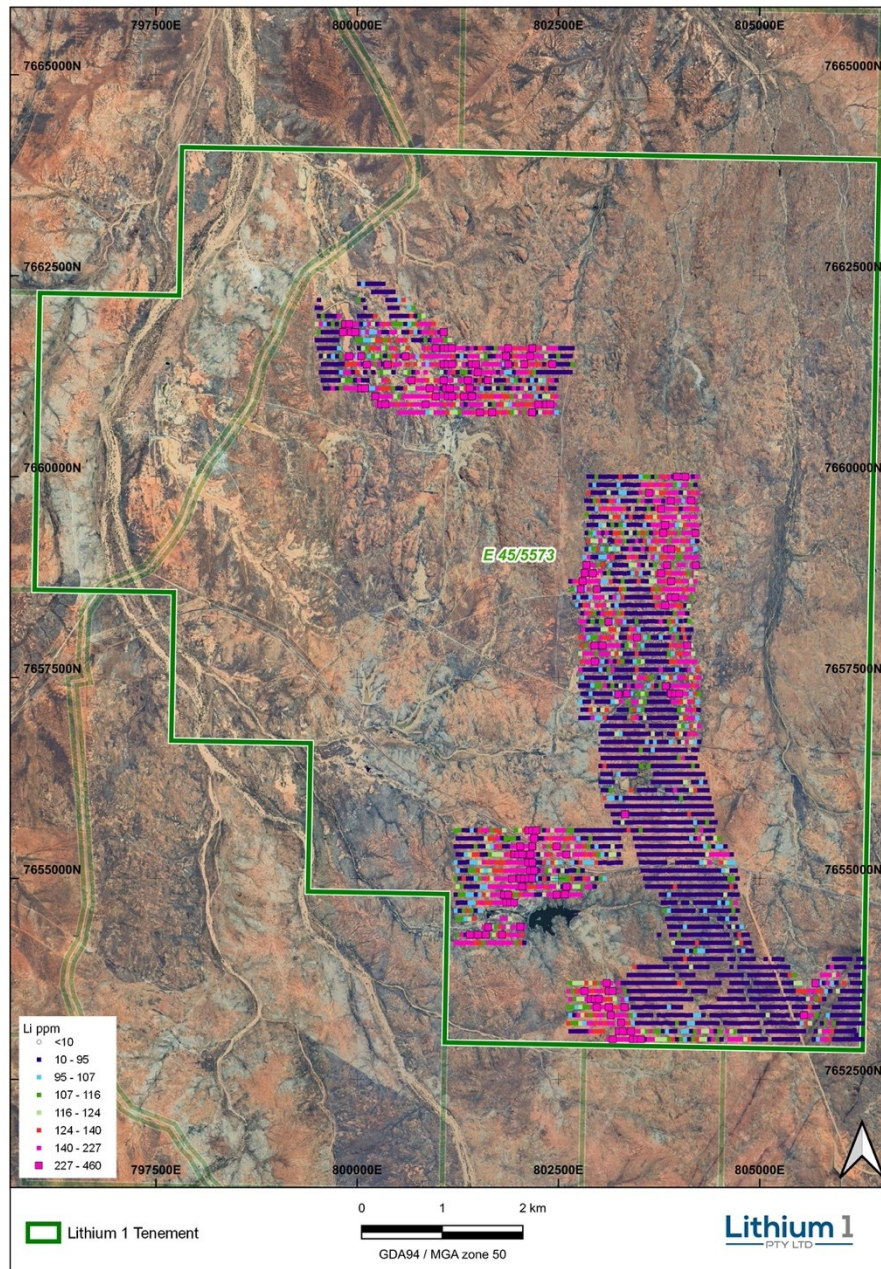 797500E 800000E 802500E 805000E
7665000N 7665000N
7662500N 7662500N
7660000N 7660000N
E 45/5573
7657500N 7657500N
7655000N 7655000N
7652500N
Li ppm
<10
10 - 95
95 - 107
107 - 116
116 - 124
124 - 140
140 - 227
227 - 460
797500E 800000E 802500E 805000E
Lithium 1 Tenement
0 1 2 km
GDA94 / MGA zone 50
Lithium 1
PTY LTD